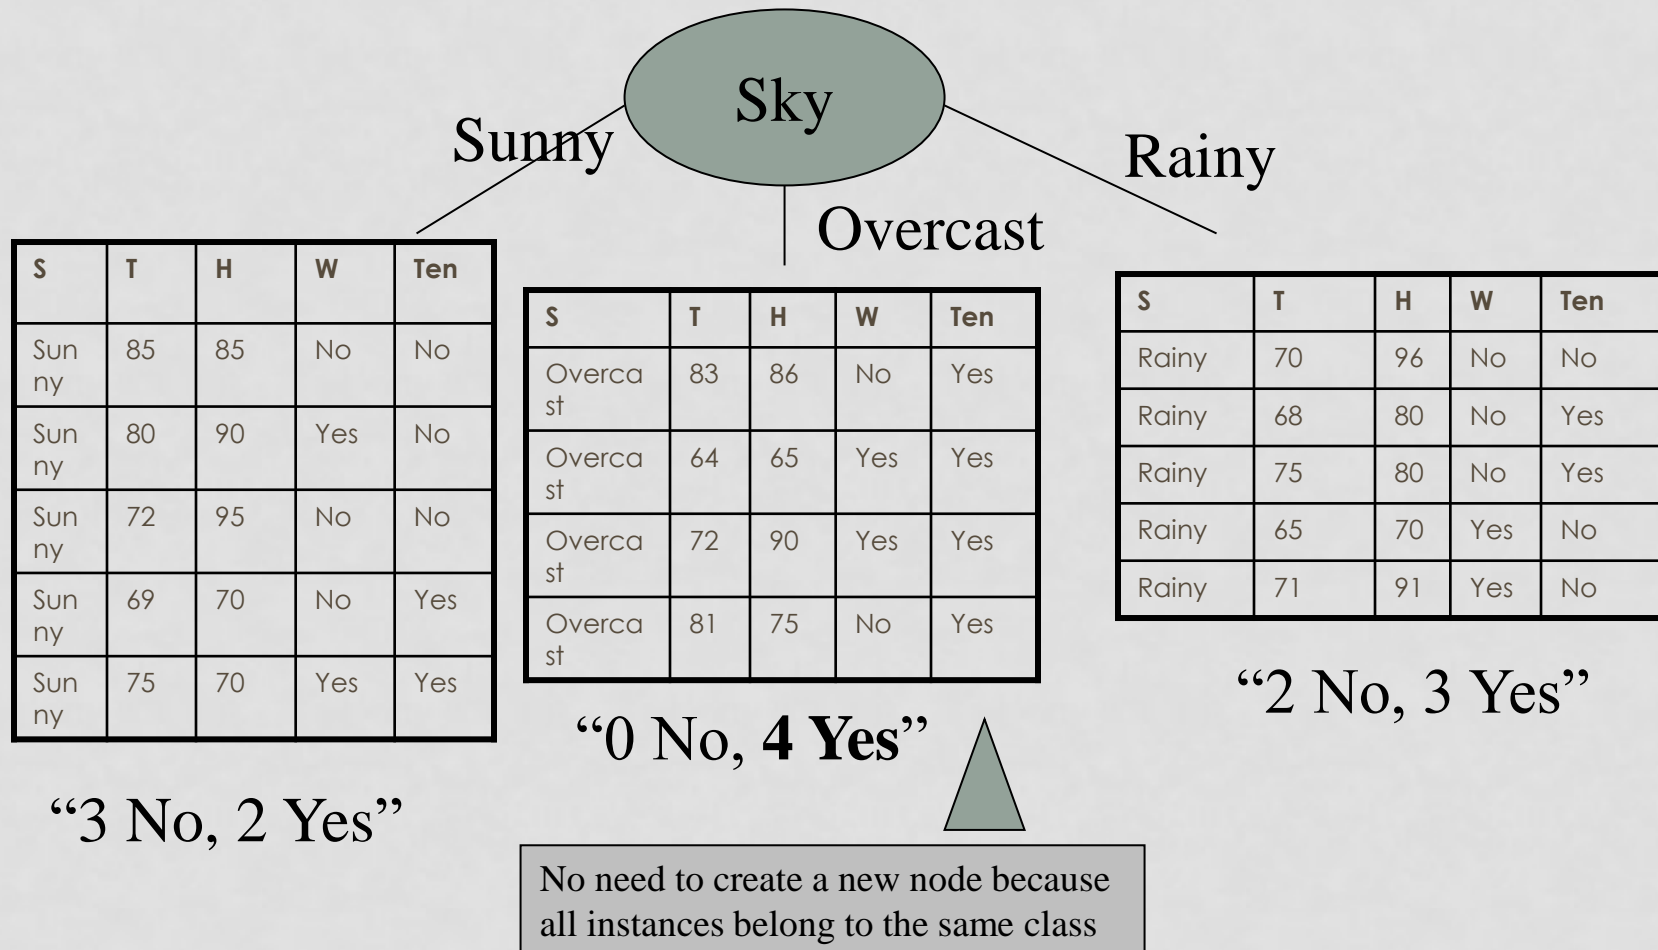 Sky
Sunny
Overcast
Rainy
S T H W Ten
Sun
ny 85 85 No No
Sun
ny 80 90 Yes No
Sun
ny 72 95 No No
Sun
ny 69 70 No Yes
Sun
ny 75 70 Yes Yes
“3 No, 2 Yes”
S T H W Ten
Overca
st 83 86 No Yes
Overca
st 64 65 Yes Yes
Overca
st 72 90 Yes Yes
Overca
st 81 75 No Yes
“0 No, 4 Yes”
No need to create a new node because
all instances belong to the same class
S T H W Ten
Rainy 70 96 No No
Rainy 68 80 No Yes
Rainy 75 80 No Yes
Rainy 65 70 Yes No
Rainy 71 91 Yes No
“2 No, 3 Yes”